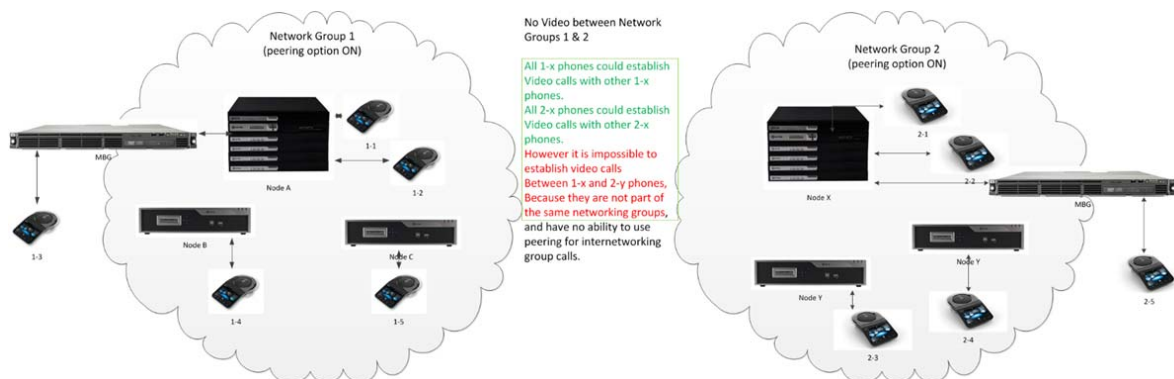 Network Group 1
(peering option ON)
MBG
Node A
1-1
1-2
1-3
Node B
Node C
1-4
1-5
No Video between Network
Groups 1 & 2
All 1-x phones could establish
Video calls with other 1-x
phones.
All 2-x phones could establish
Video calls with other 2-x
phones.
However it is impossible to
establish video calls
Between 1-x and 2-y phones,
Because they are not part of
the same networking groups,
and have no ability to use
peering for internetworking
group calls.
Network Group 2
(peering option ON)
2-1
2-2
Node X
MBG
Node Y
Node Y
2-3
2-4
2-5